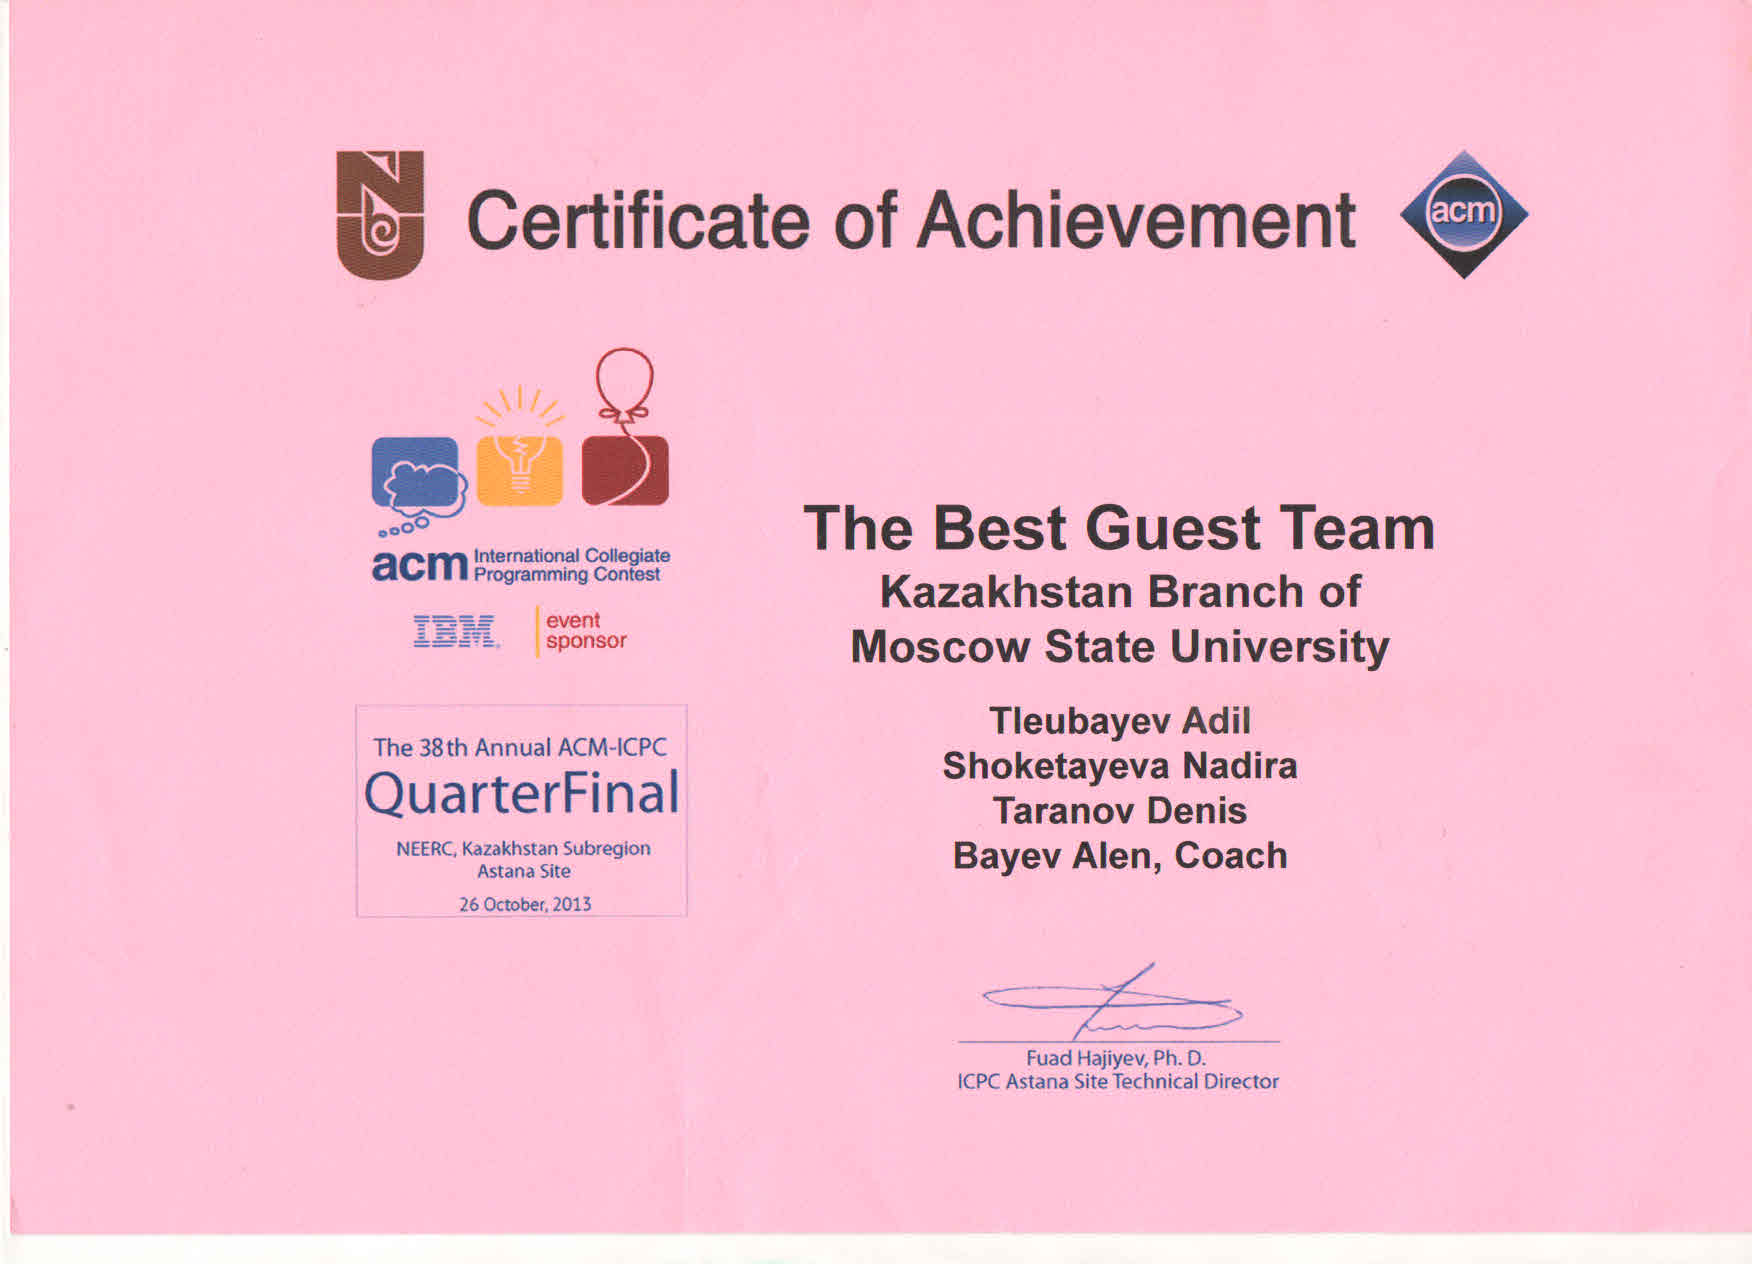 Certificate of Achievement
acm
acm International Collegiate
Programming Contest
IBM
event
sponsor
The 38th Annual ACM-ICPC
QuarterFinal
NEERC, Kazakhstan Subregion
Astana Site
26 October, 2013
The Best Guest Team
Kazakhstan Branch of
Moscow State University
Tleubayev Adil
Shoketayeva Nadira
Taranov Denis
Bayev Alen, Coach
Fuad Hajiyev, Ph. D.
ICPC Astana Site Technical Director